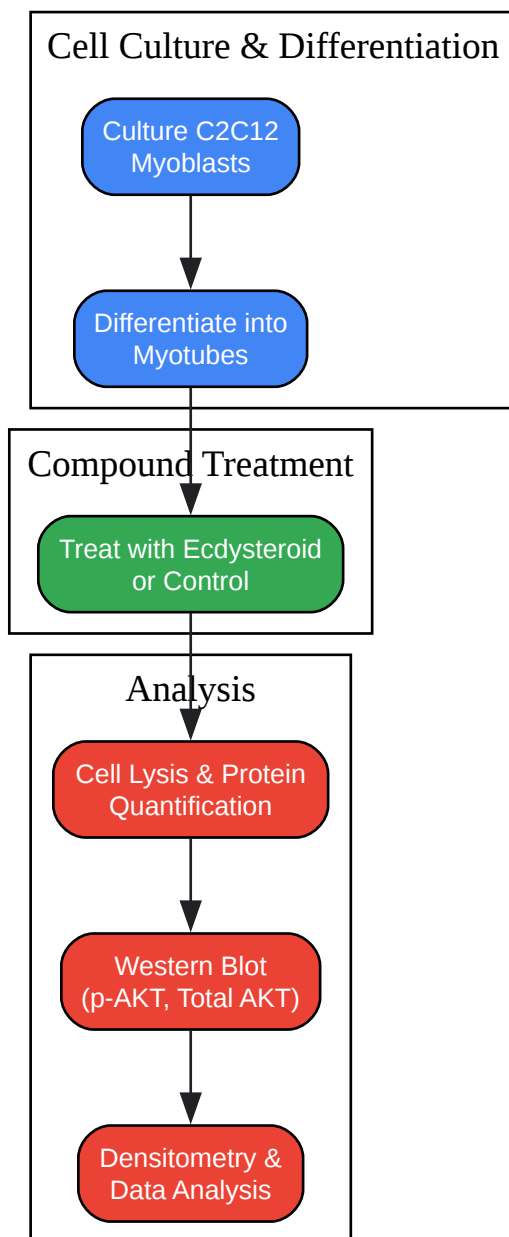 Cell Culture & Differentiation
Culture C2C12
Myoblasts
Differentiate into
Myotubes
Compound Treatment
Treat with Ecdysteroid
or Control
Analysis
Cell Lysis & Protein
Quantification
Western Blot
(p-AKT, Total AKT)
Densitometry &
Data Analysis